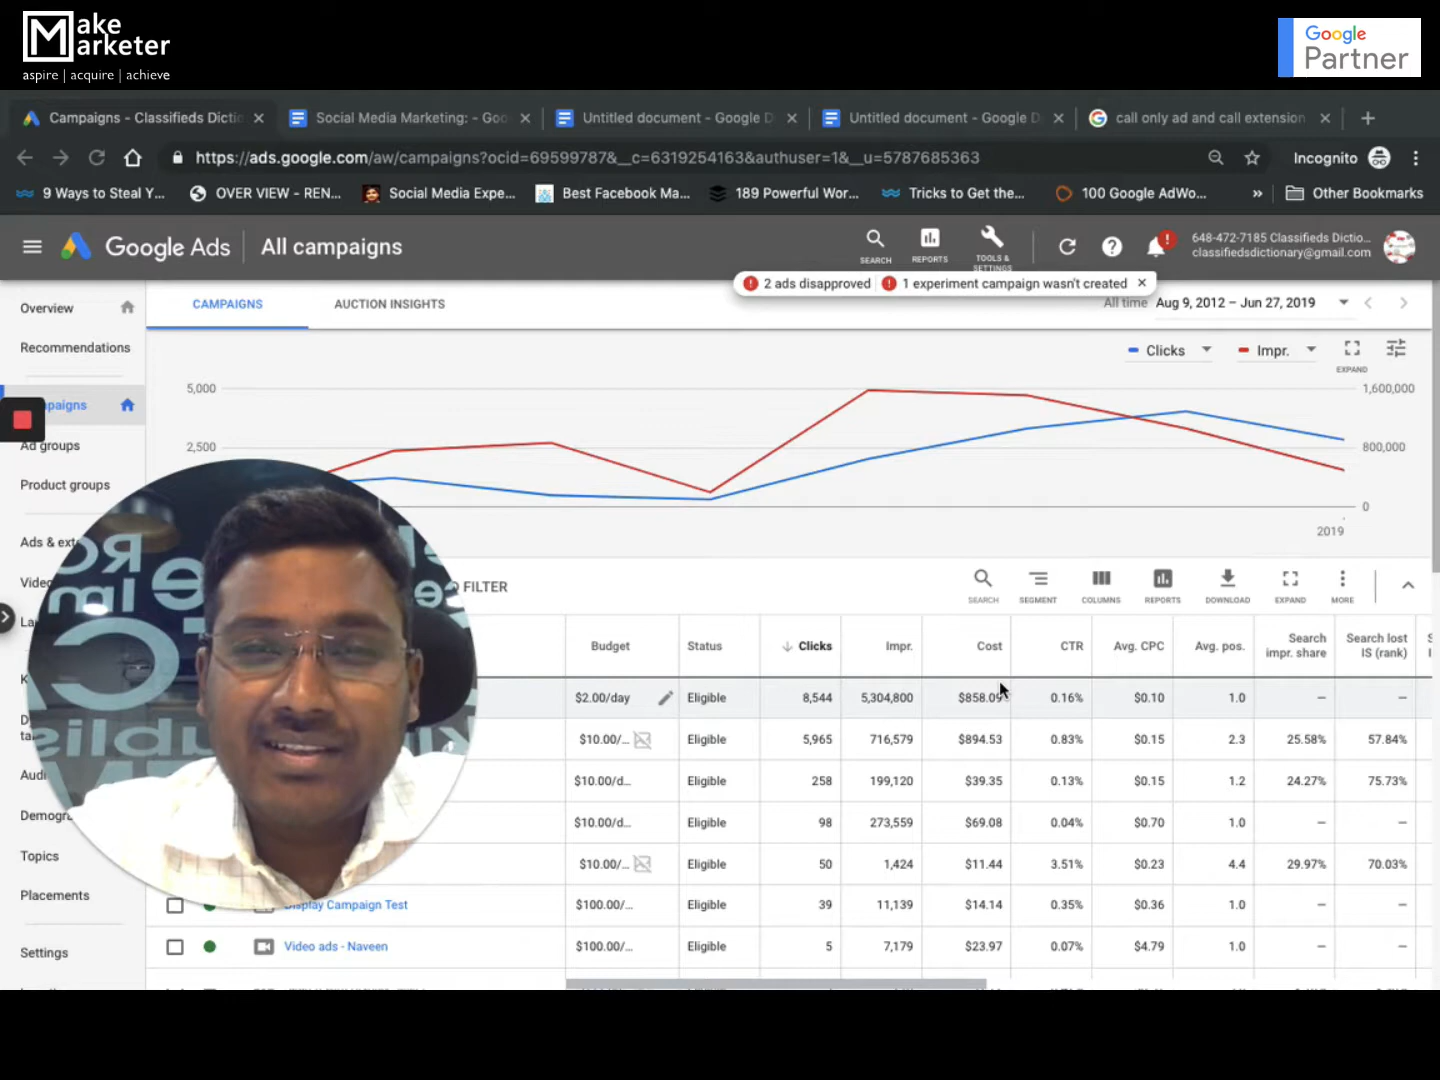 Make
Marketer
aspire | acquire | achieve
Google
Partner
Campaigns - Classifieds Dictio
Social Media Marketing: - Goo
Untitled document - Google D
Untitled document - Google D
call only ad and call extension
https://ads.google.com/aw/campaigns?ocid=69599787&__c=6319254163&authuser=1&__u=5787685363
Incognito
9 Ways to Steal Y...
OVER VIEW - REN...
Social Media Expe...
Best Facebook Ma...
189 Powerful Wor...
Tricks to Get the...
100 Google AdWo...
»
Other Bookmarks
Google Ads
All campaigns
SEARCH
REPORTS
TOOLS &
SETTINGS
648-472-7185 Classifieds Dictio...
classifiedsdictionary@gmail.com
2 ads disapproved
1 experiment campaign wasn't created
Overview
CAMPAIGNS
AUCTION INSIGHTS
All time
Aug 9, 2012 – Jun 27, 2019
Recommendations
Clicks
Impr.
EXPAND
paigns
5,000
1,600,000
Ad groups
2,500
800,000
Product groups
0
2019
Ads & ext
Video
FILTER
SEARCH
SEGMENT
COLUMNS
REPORTS
DOWNLOAD
EXPAND
MORE
La
Budget
Status
Clicks
Impr.
Cost
CTR
Avg. CPC
Avg. pos.
Search
impr. share
Search lost
IS (rank)
K
$2.00/day
Eligible
8,544
5,304,800
$858.09
0.16%
$0.10
1.0
–
–
D
ta
$10.00/...
Eligible
5,965
716,579
$894.53
0.83%
$0.15
2.3
25.58%
57.84%
Audi
$10.00/d...
Eligible
258
199,120
$39.35
0.13%
$0.15
1.2
24.27%
75.73%
Demogra
$10.00/d...
Eligible
98
273,559
$69.08
0.04%
$0.70
1.0
–
–
Topics
$10.00/...
Eligible
50
1,424
$11.44
3.51%
$0.23
4.4
29.97%
70.03%
Placements
Display Campaign Test
$100.00/...
Eligible
39
11,139
$14.14
0.35%
$0.36
1.0
–
–
Settings
Video ads - Naveen
$100.00/...
Eligible
5
7,179
$23.97
0.07%
$4.79
1.0
–
–